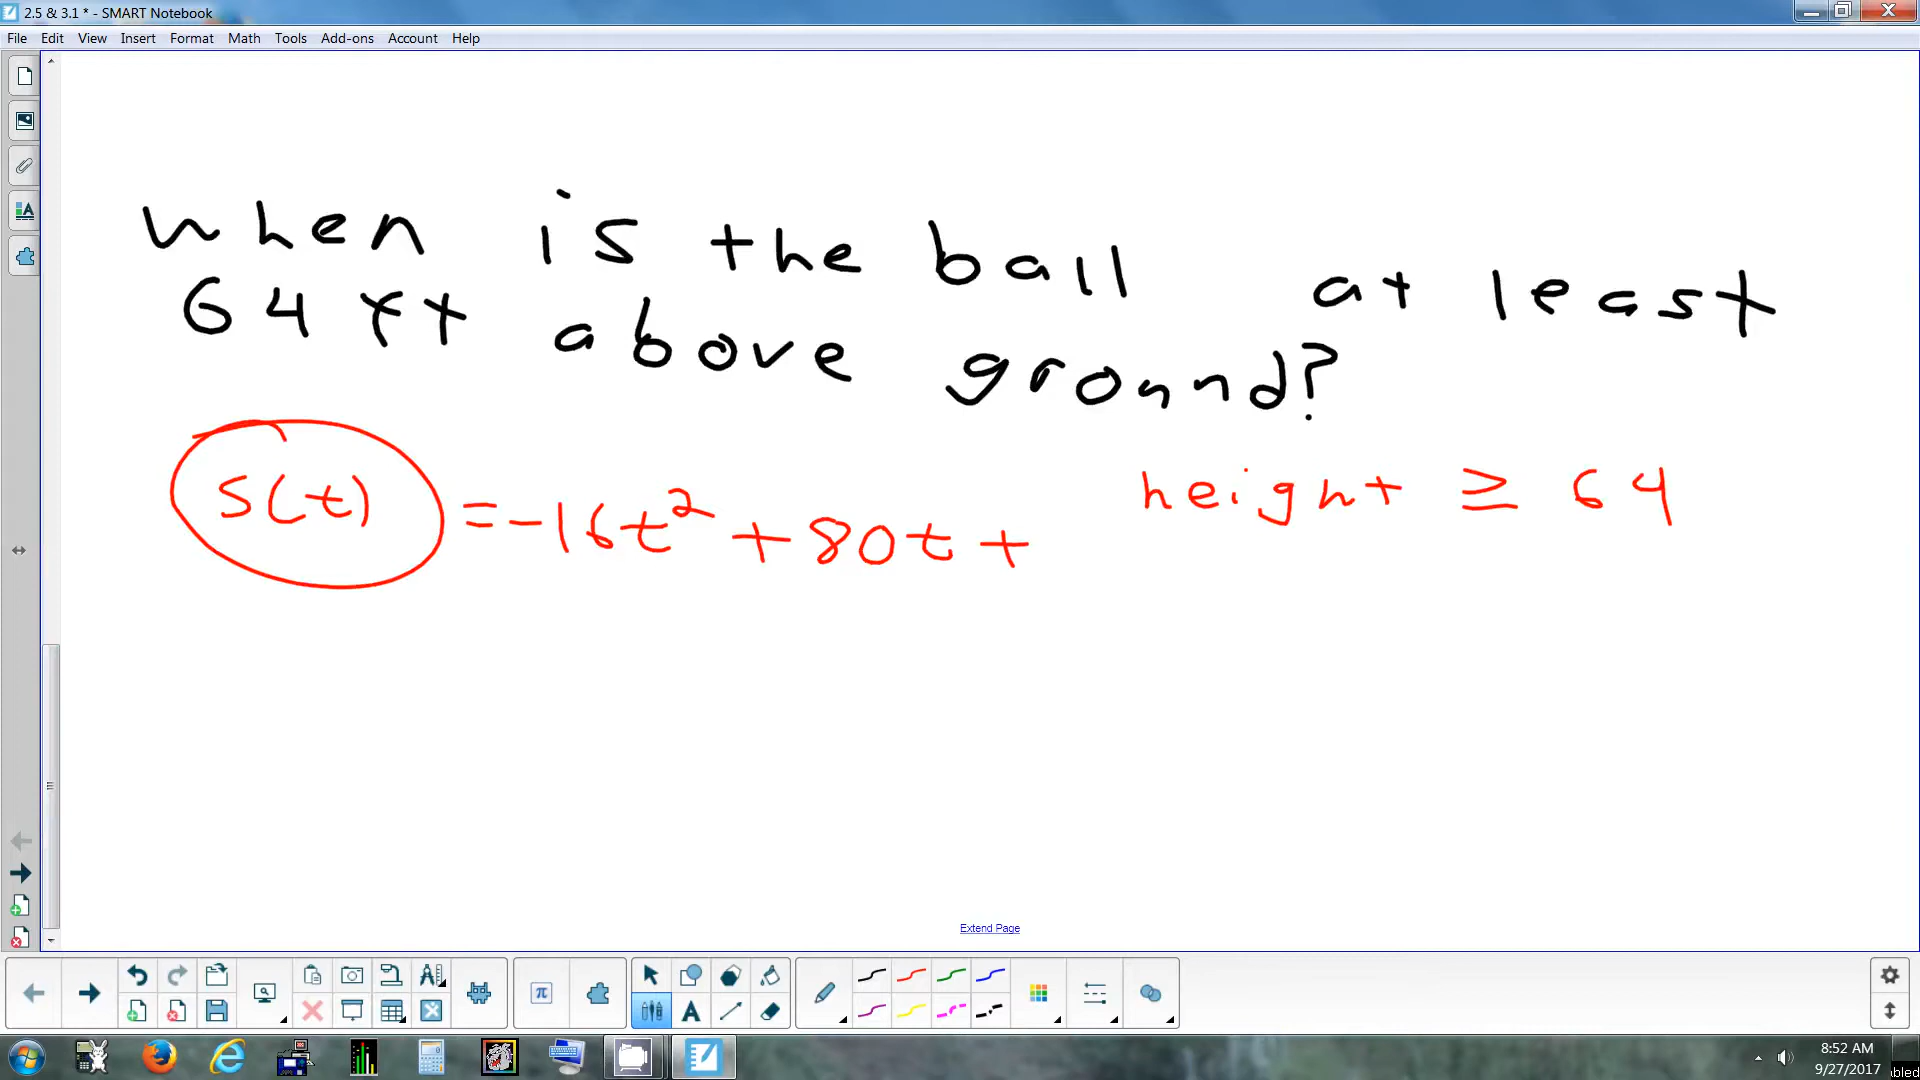 2.5 & 3.1 * - SMART Notebook
File Edit View Insert Format Math Tools Add-ons Account Help
when is the ball at least
64 ft above ground?
s(t) = -16t² + 80t +
height ≥ 64
Extend Page
π
A
8:52 AM
9/27/2017
bled